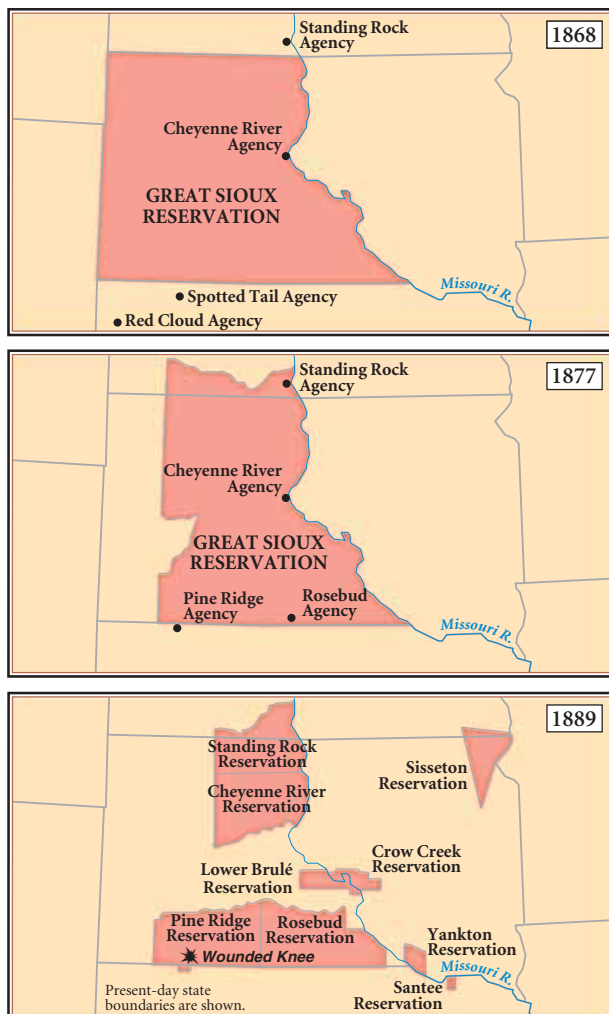 1868
Standing Rock
Agency
Cheyenne River
Agency
GREAT SIOUX
RESERVATION
Missouri R.
Spotted Tail Agency
Red Cloud Agency
1877
Standing Rock
Agency
Cheyenne River
Agency
GREAT SIOUX
RESERVATION
Pine Ridge
Agency
Rosebud
Agency
Missouri R.
1889
Standing Rock
Reservation
Cheyenne River
Reservation
Sisseton
Reservation
Crow Creek
Reservation
Lower Brulé
Reservation
Pine Ridge
Reservation
Rosebud
Reservation
Wounded Knee
Yankton
Reservation
Missouri R.
Santee
Reservation
Present-day state
boundaries are shown.